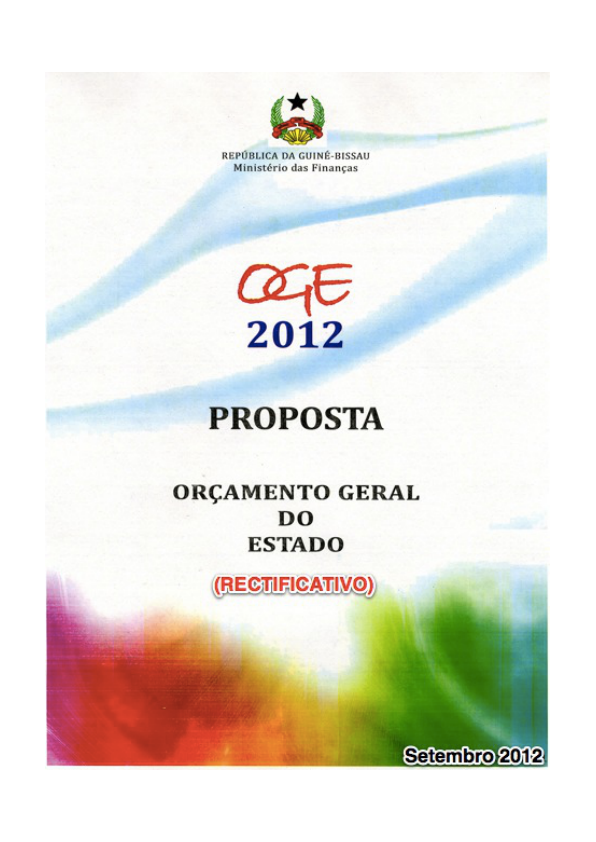 REPÚBLICA DA GUINÉ-BISSAU
Ministério das Finanças
OGE
2012
PROPOSTA
ORÇAMENTO GERAL
DO
ESTADO
(RECTIFICATIVO)
Setembro 2012